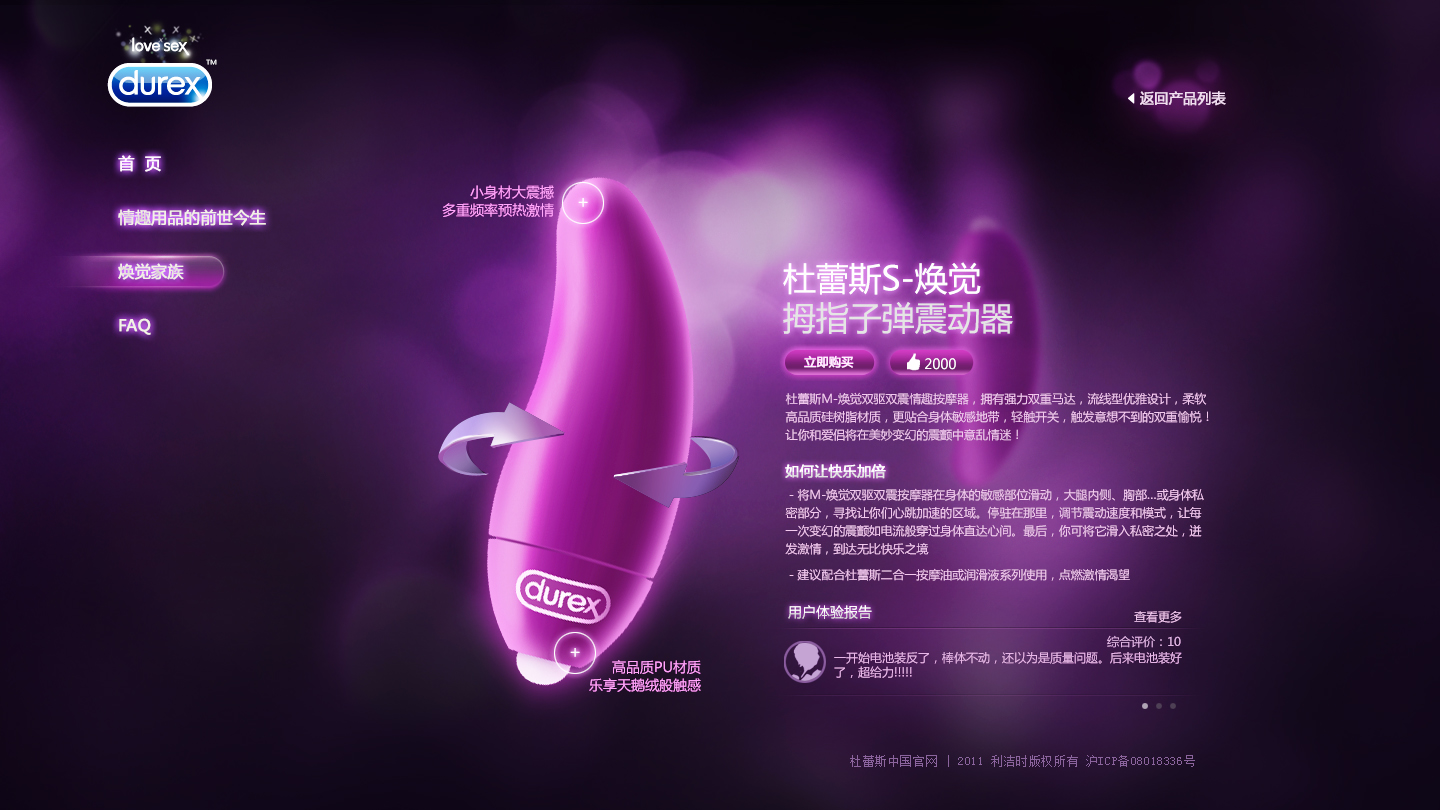 love sex
durex™
返回产品列表
首 页
情趣用品的前世今生
焕觉家族
FAQ
小身材大震撼
多重频率预热激情
杜蕾斯S-焕觉
拇指子弹震动器
立即购买
2000
杜蕾斯M-焕觉双驱双震情趣按摩器，拥有强力双重马达，流线型优雅设计，柔软
高品质硅树脂材质，更贴合身体敏感地带，轻触开关，触发意想不到的双重愉悦！
让你和爱侣将在美妙变幻的震颤中意乱情迷！
如何让快乐加倍
- 将M-焕觉双驱双震按摩器在身体的敏感部位滑动，大腿内侧、胸部...或身体私
密部分，寻找让你们心跳加速的区域。停驻在那里，调节震动速度和模式，让每
一次变幻的震颤如电流般穿过身体直达心间。最后，你可将它滑入私密之处，迸
发激情，到达无比快乐之境
- 建议配合杜蕾斯二合一按摩油或润滑液系列使用，点燃激情渴望
durex
高品质PU材质
乐享天鹅绒般触感
用户体验报告
查看更多
综合评价：10
一开始电池装反了，棒体不动，还以为是质量问题。后来电池装好
了，超给力!!!!!
杜蕾斯中国官网 | 2011 利洁时版权所有 沪ICP备08018336号